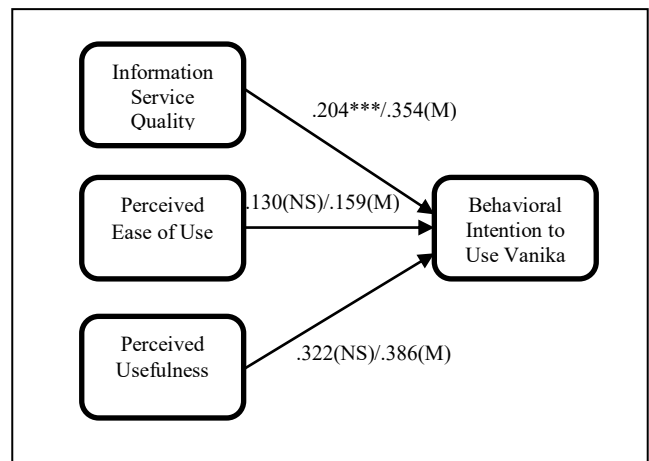 Information
Service
Quality
.204***/.354(M)
.130(NS)/.159(M)
Perceived
Ease of Use
Behavioral
Intention to
Use Vanika
Perceived
Usefulness
.322(NS)/.386(M)